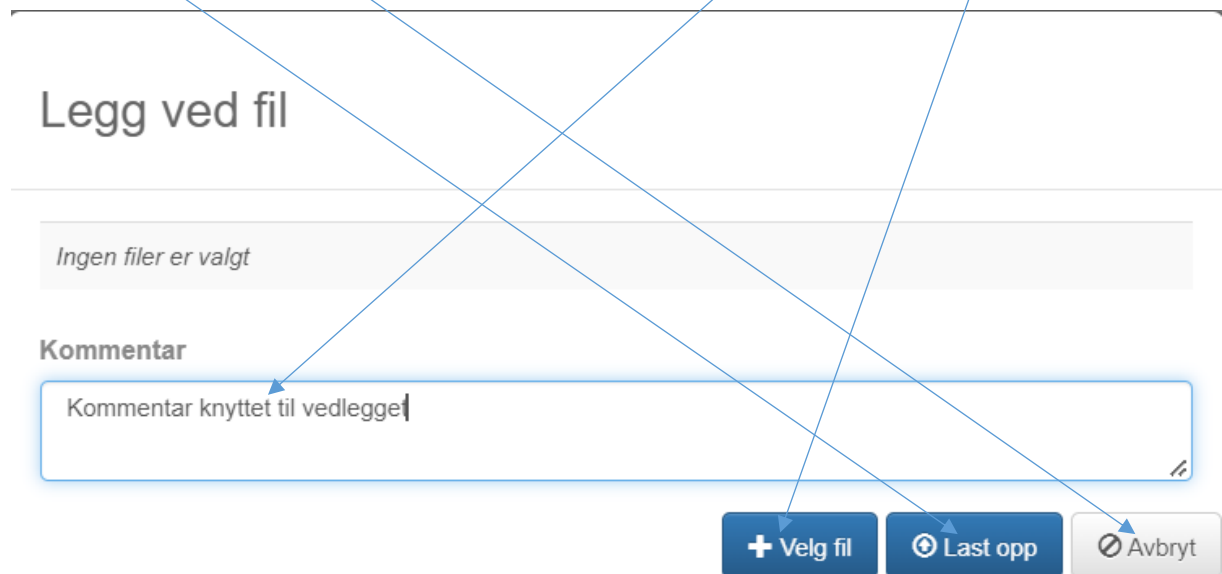 Legg ved fil
Ingen filer er valgt
Kommentar
Kommentar knyttet til vedlegget
Velg fil Last opp Avbryt